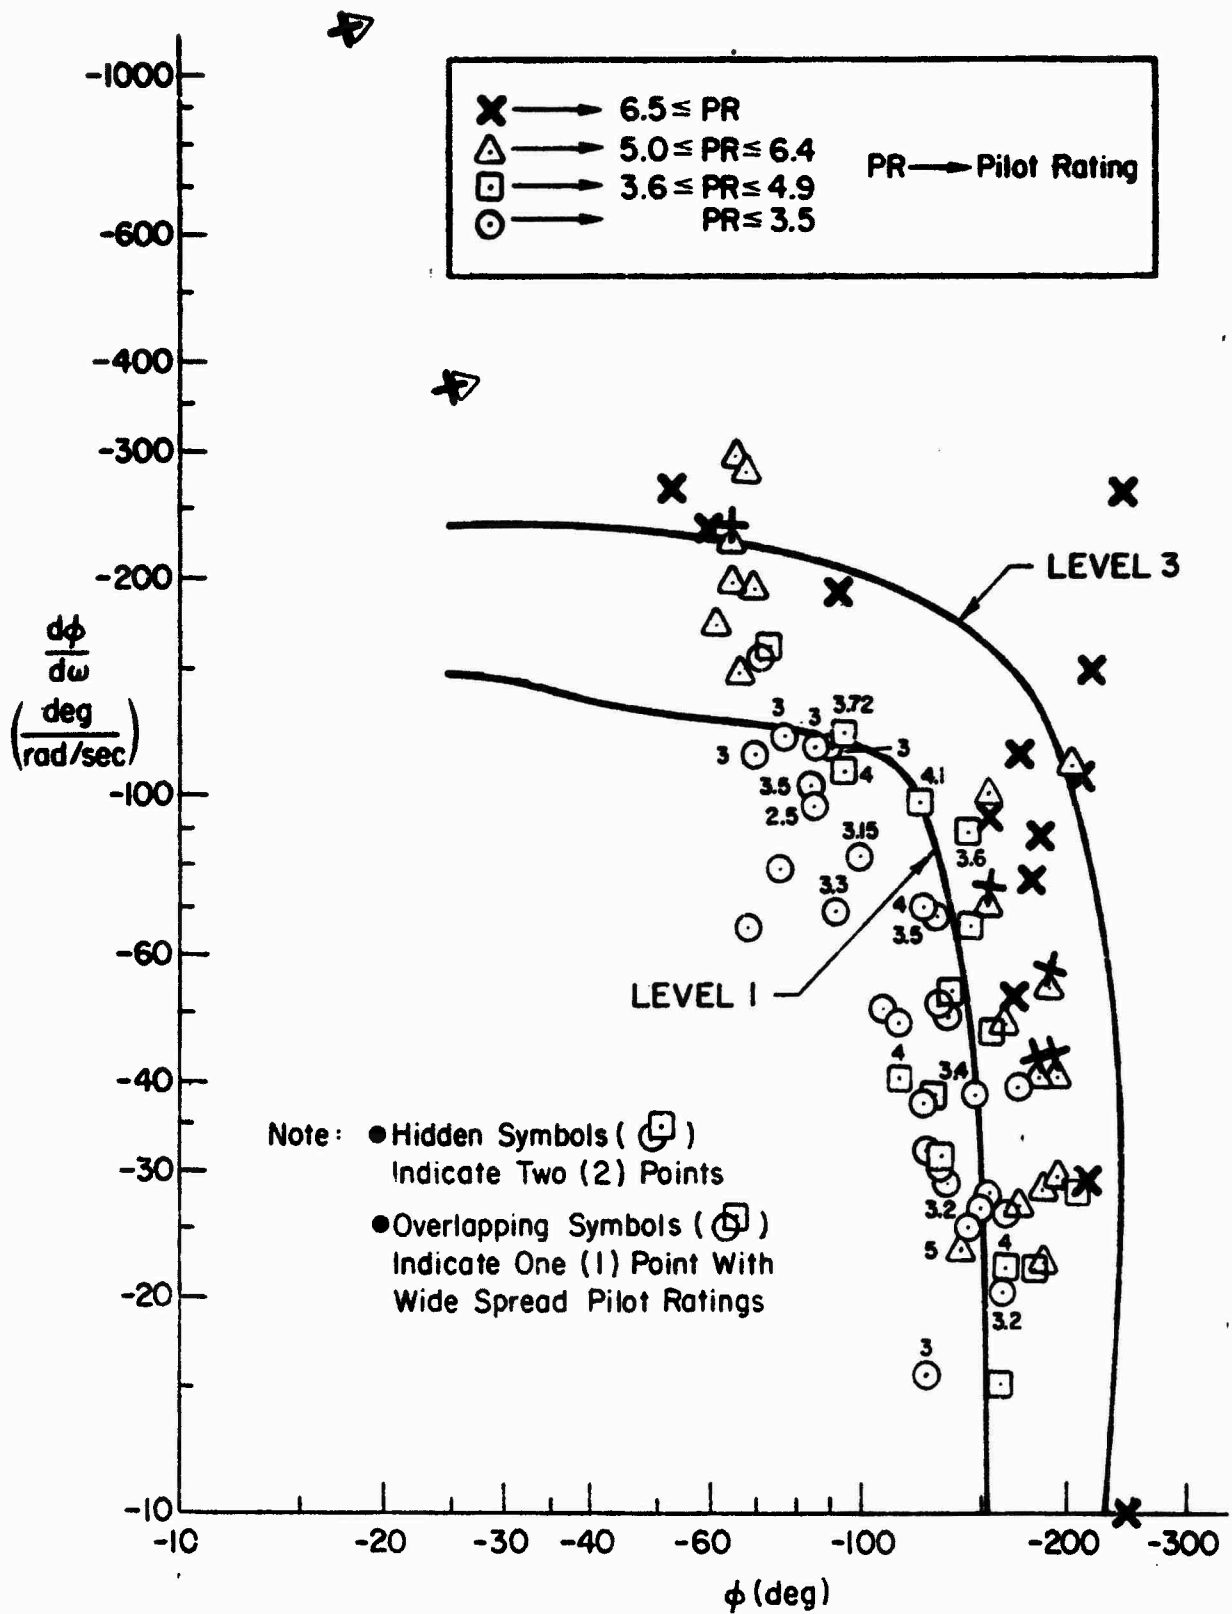 6.5 ≤ PR
5.0 ≤ PR ≤ 6.4
3.6 ≤ PR ≤ 4.9
PR ≤ 3.5
PR → Pilot Rating
-1000
-600
-400
-300
-200
-100
-60
-40
-30
-20
-10
dϕ
dω
(deg
rad/sec)
LEVEL 3
3
3
3.72
3
3
3.5
4
2.5
4.1
3.15
3.6
3.3
4
3.5
LEVEL 1
4
3.4
3.2
5
4
3.2
3
Note: ● Hidden Symbols ( )
Indicate Two (2) Points
● Overlapping Symbols ( )
Indicate One (1) Point With
Wide Spread Pilot Ratings
-10
-20
-30
-40
-60
-100
-200
-300
ϕ (deg)